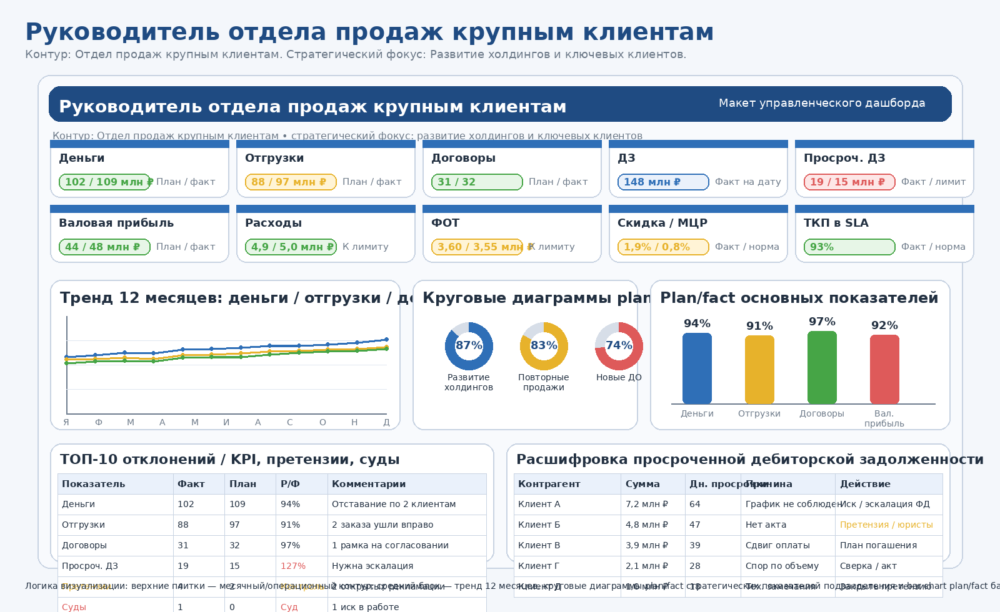 Руководитель отдела продаж крупным клиентам
Контур: Отдел продаж крупным клиентам. Стратегический фокус: Развитие холдингов и ключевых клиентов.
Руководитель отдела продаж крупным клиентам
Макет управленческого дашборда
Контур: Отдел продаж крупным клиентам • стратегический фокус: развитие холдингов и ключевых клиентов
Деньги
102 / 109 млн ₽ План / факт
Отгрузки
88 / 97 млн ₽ План / факт
Договоры
31 / 32 План / факт
ДЗ
148 млн ₽ Факт на дату
Просроч. ДЗ
19 / 15 млн ₽ Факт / лимит
Валовая прибыль
44 / 48 млн ₽ План / факт
Расходы
4,9 / 5,0 млн ₽ К лимиту
ФОТ
3,60 / 3,55 млн ₽ К лимиту
Скидка / МЦР
1,9% / 0,8% Факт / норма
ТКП в SLA
93% Факт / норма
Тренд 12 месяцев: деньги / отгрузки /
Я Ф М А М И А С О Н Д
Круговые диаграммы plan
87% 83% 74%
Развитие холдингов
Повторные продажи
Новые ДО
Plan/fact основных показателей
94% 91% 97% 92%
Деньги Отгрузки Договоры Вал. прибыль
ТОП-10 отклонений / KPI, претензии, суды
Показатель Факт План Р/Ф Комментарии
Деньги 102 109 94% Отставание по 2 клиентам
Отгрузки 88 97 91% 2 заказа ушли вправо
Договоры 31 32 97% 1 рамка на согласовании
Просроч. ДЗ 19 15 127% Нужна эскалация
4 2 2 открытых рекламации
Суды 1 0 Суд 1 иск в работе
Расшифровка просроченной дебиторской задолженности
Контрагент Сумма Дн. просрочки Причина Действие
Клиент А 7,2 млн ₽ 64 График не соблюден Иск / эскалация ФД
Клиент Б 4,8 млн ₽ 47 Нет акта Претензия / юристы
Клиент В 3,9 млн ₽ 39 Сдвиг оплаты План погашения
Клиент Г 2,1 млн ₽ 28 Спор по объему Сверка / акт
Клиент Д 1,0 млн ₽ 18 Тех. замечания Закрыть претензию
Логика визуализации: верхние плитки — месячный/операционный контур; средний блок — тренд 12 месяцев, круговые диаграммы plan/fact стратегических показателей подразделения и bar chart plan/fact